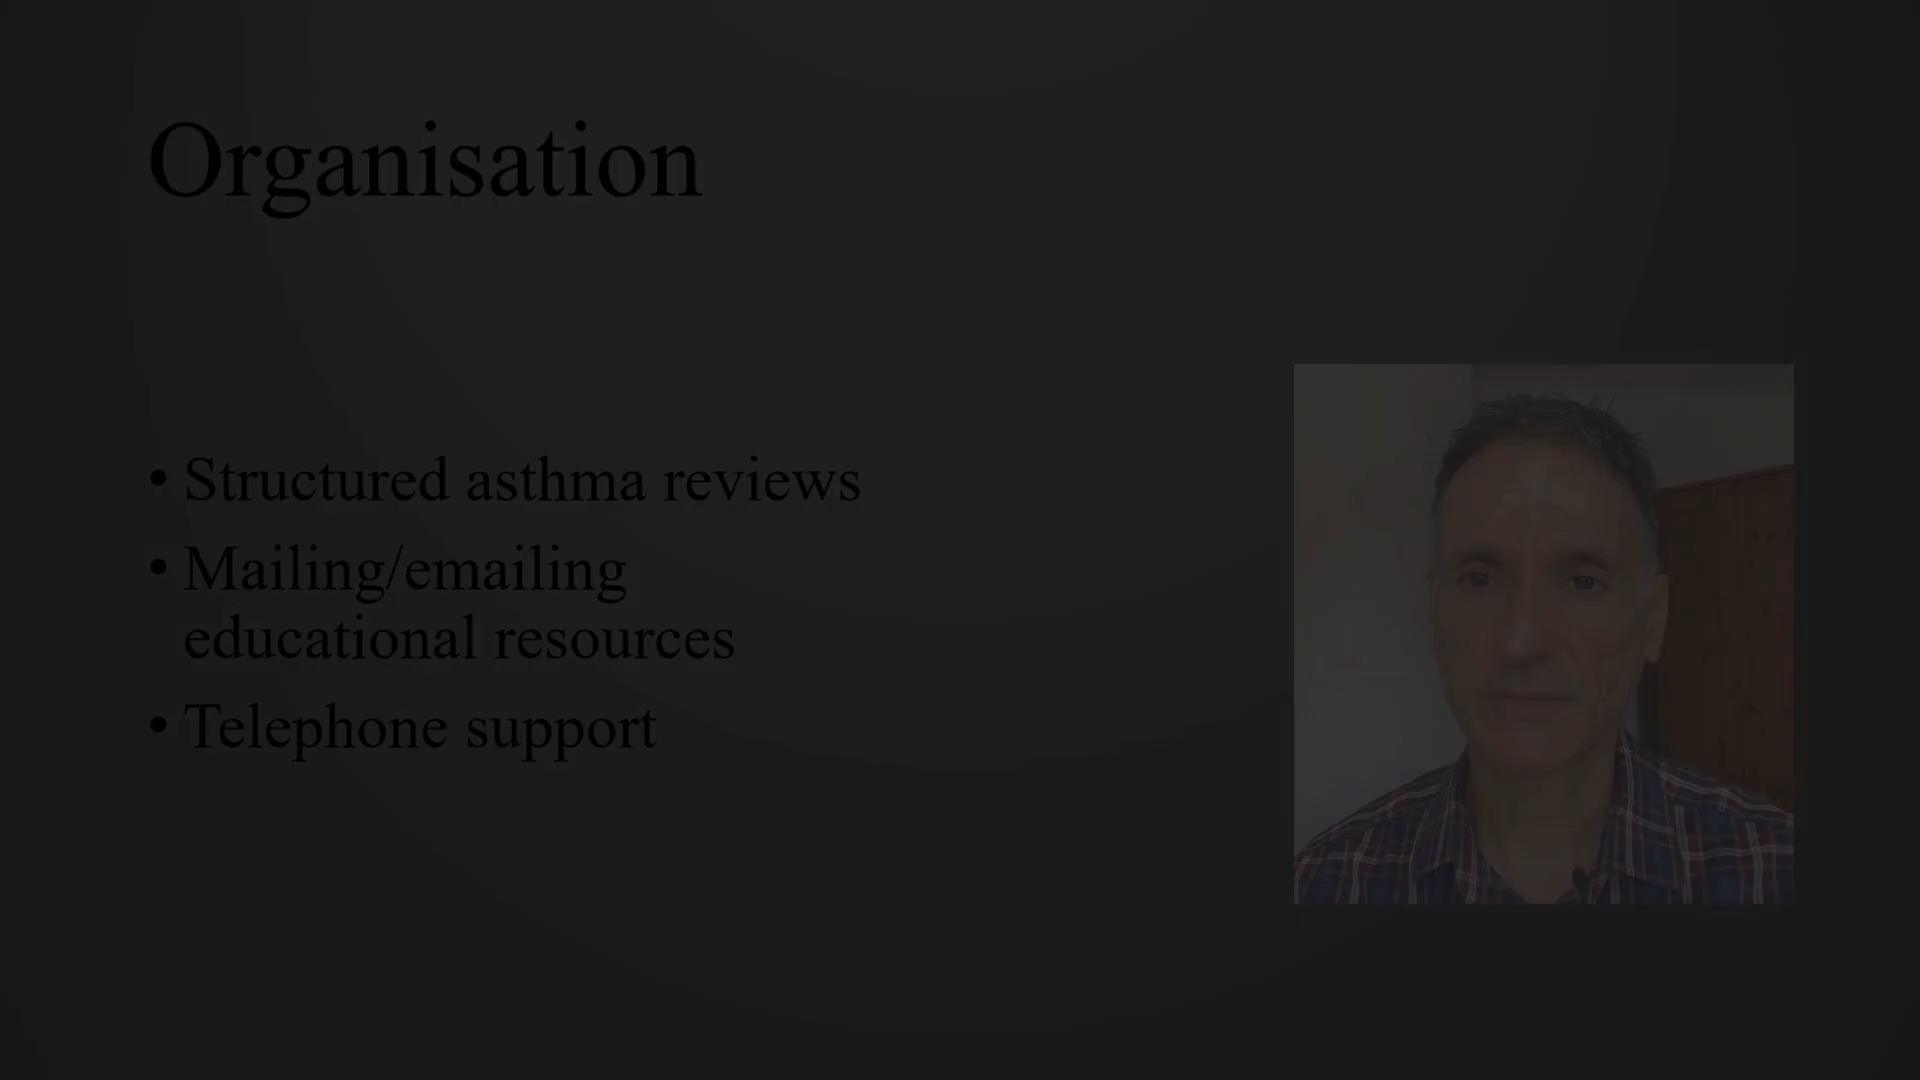 Organisation
• Structured asthma reviews
• Mailing/emailing
educational resources
• Telephone support